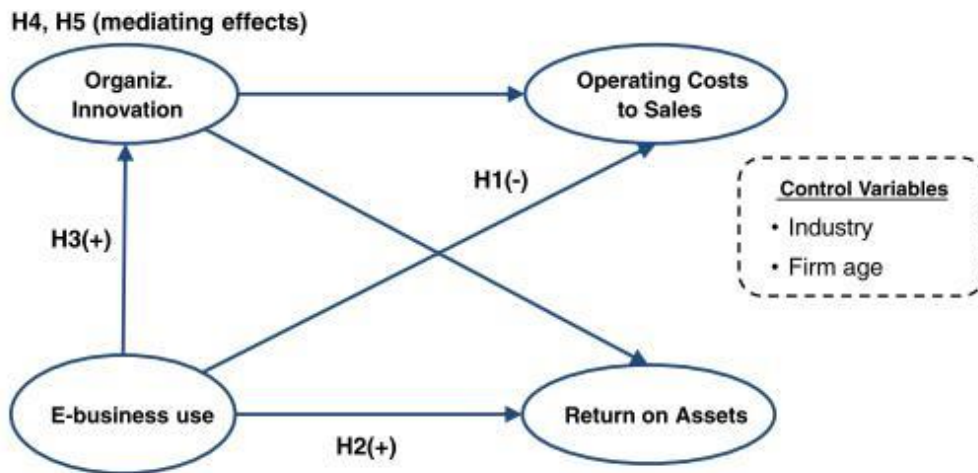 H4, H5 (mediating effects)
Organiz.
Innovation
Operating Costs
to Sales
H1(-)
Control Variables
• Industry
• Firm age
H3(+)
E-business use
Return on Assets
H2(+)